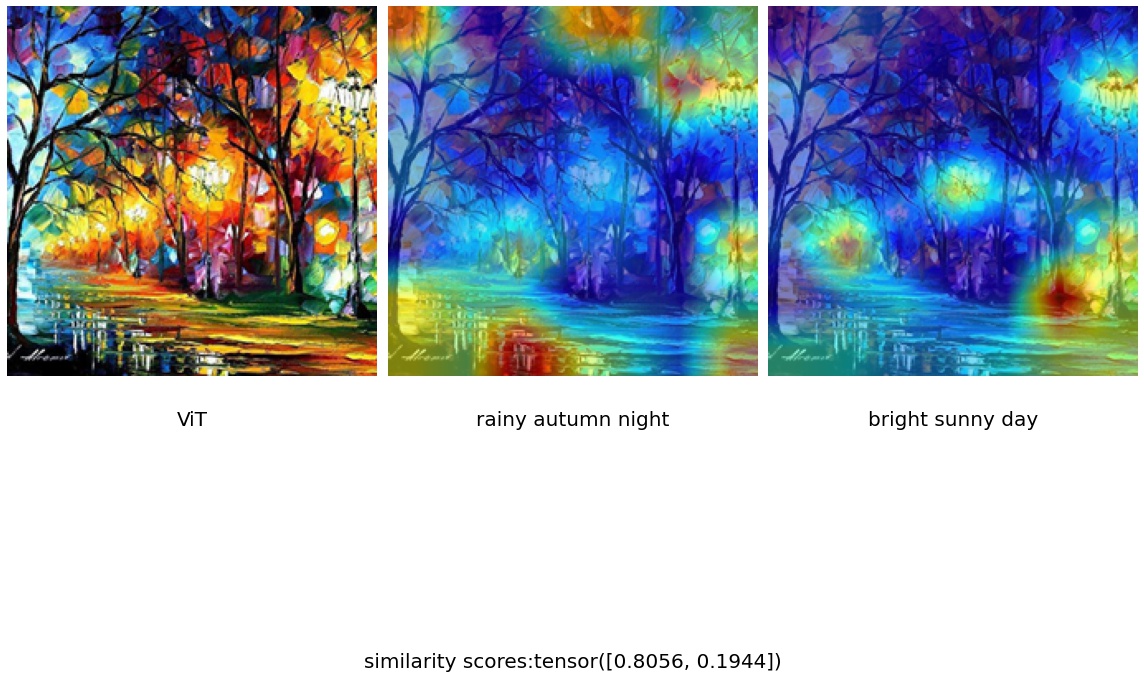 ViT
rainy autumn night
bright sunny day
similarity scores:tensor([0.8056, 0.1944])